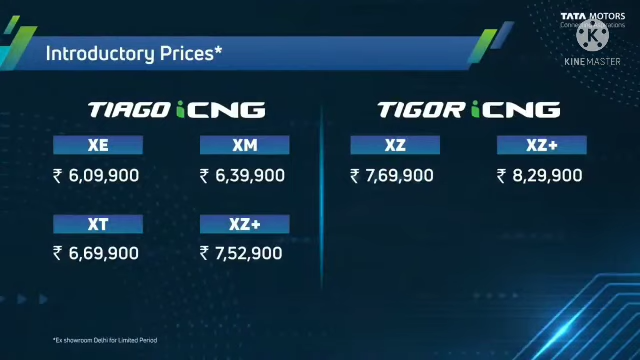 TATA MOTORS
K
KINEMASTER
Introductory Prices*
TIAGO iCNG
XE
XM
₹ 6,09,900
₹ 6,39,900
XT
XZ+
₹ 6,69,900
₹ 7,52,900
TIGOR iCNG
XZ
XZ+
₹ 7,69,900
₹ 8,29,900
*Ex showroom Delhi for Limited Period